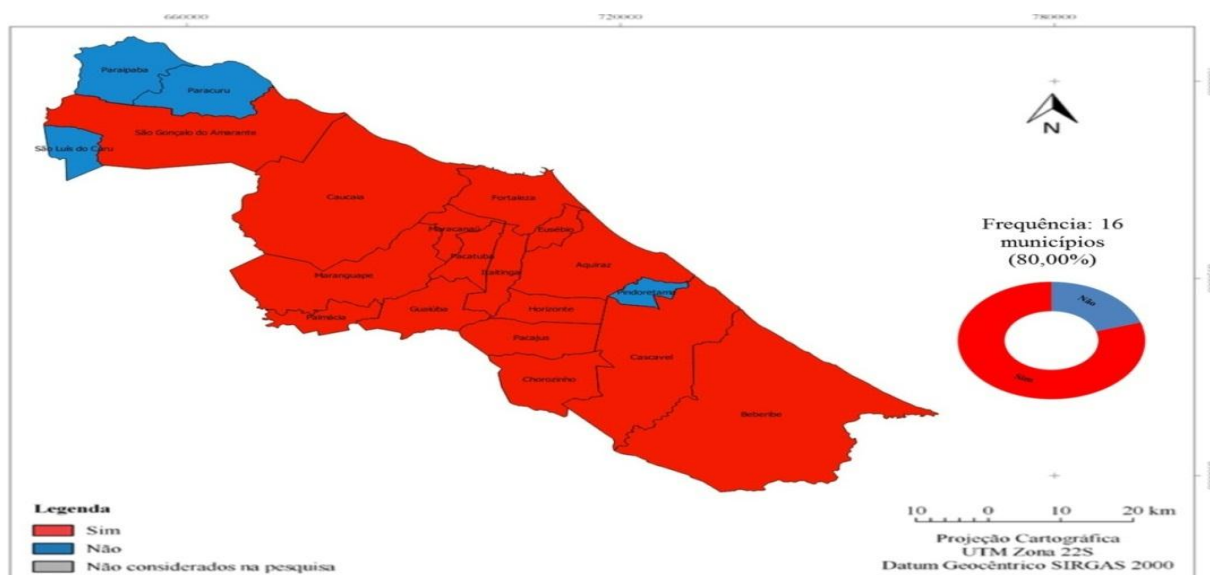 660000 720000 780000
Paraipaba
Paracuru
São Gonçalo do Amarante
São Luís do Curu
N
Caucaia
Fortaleza
Frequência: 16
municípios
(80,00%)
Maracanaú
Eusébio
Pacatuba
Aquiraz
Itaitinga
Maranguape
Pindoretama
Não
Palmácia
Guaiúba
Horizonte
Pacajus
Cascavel
Sim
Chorozinho
Beberibe
Legenda
Sim
Não
Não considerados na pesquisa
10 0 10 20 km
Projeção Cartográfica
UTM Zona 22S
Datum Geocêntrico SIRGAS 2000